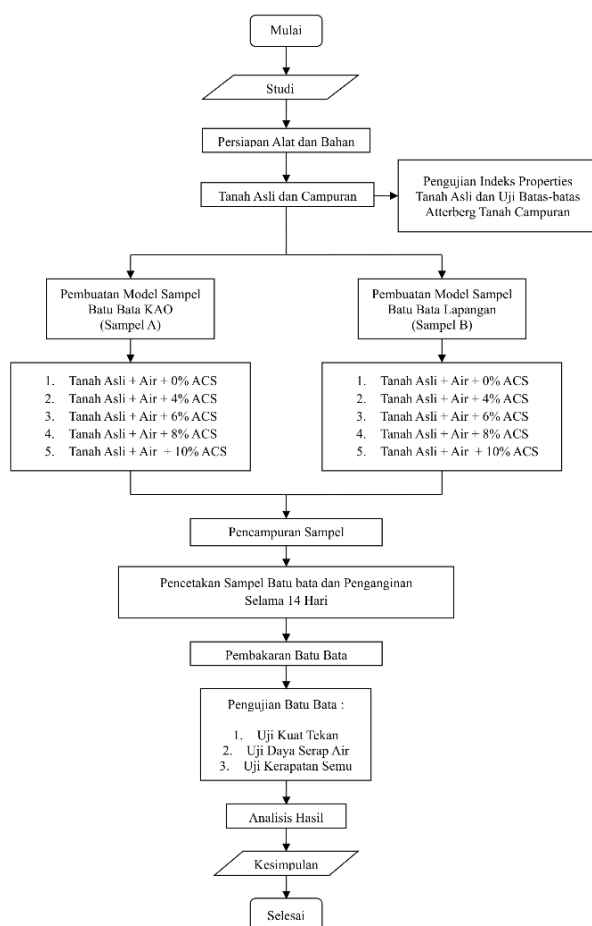 Mulai
Studi
Persiapan Alat dan Bahan
Tanah Asli dan Campuran
Pengujian Indeks Properties
Tanah Asli dan Uji Batas-batas
Atterberg Tanah Campuran
Pembuatan Model Sampel
Batu Bata KAO
(Sampel A)
Pembuatan Model Sampel
Batu Bata Lapangan
(Sampel B)
1. Tanah Asli + Air + 0% ACS
2. Tanah Asli + Air + 4% ACS
3. Tanah Asli + Air + 6% ACS
4. Tanah Asli + Air + 8% ACS
5. Tanah Asli + Air + 10% ACS
1. Tanah Asli + Air + 0% ACS
2. Tanah Asli + Air + 4% ACS
3. Tanah Asli + Air + 6% ACS
4. Tanah Asli + Air + 8% ACS
5. Tanah Asli + Air + 10% ACS
Pencampuran Sampel
Pencetakan Sampel Batu bata dan Penganginan
Selama 14 Hari
Pembakaran Batu Bata
Pengujian Batu Bata :
1. Uji Kuat Tekan
2. Uji Daya Serap Air
3. Uji Kerapatan Semu
Analisis Hasil
Kesimpulan
Selesai